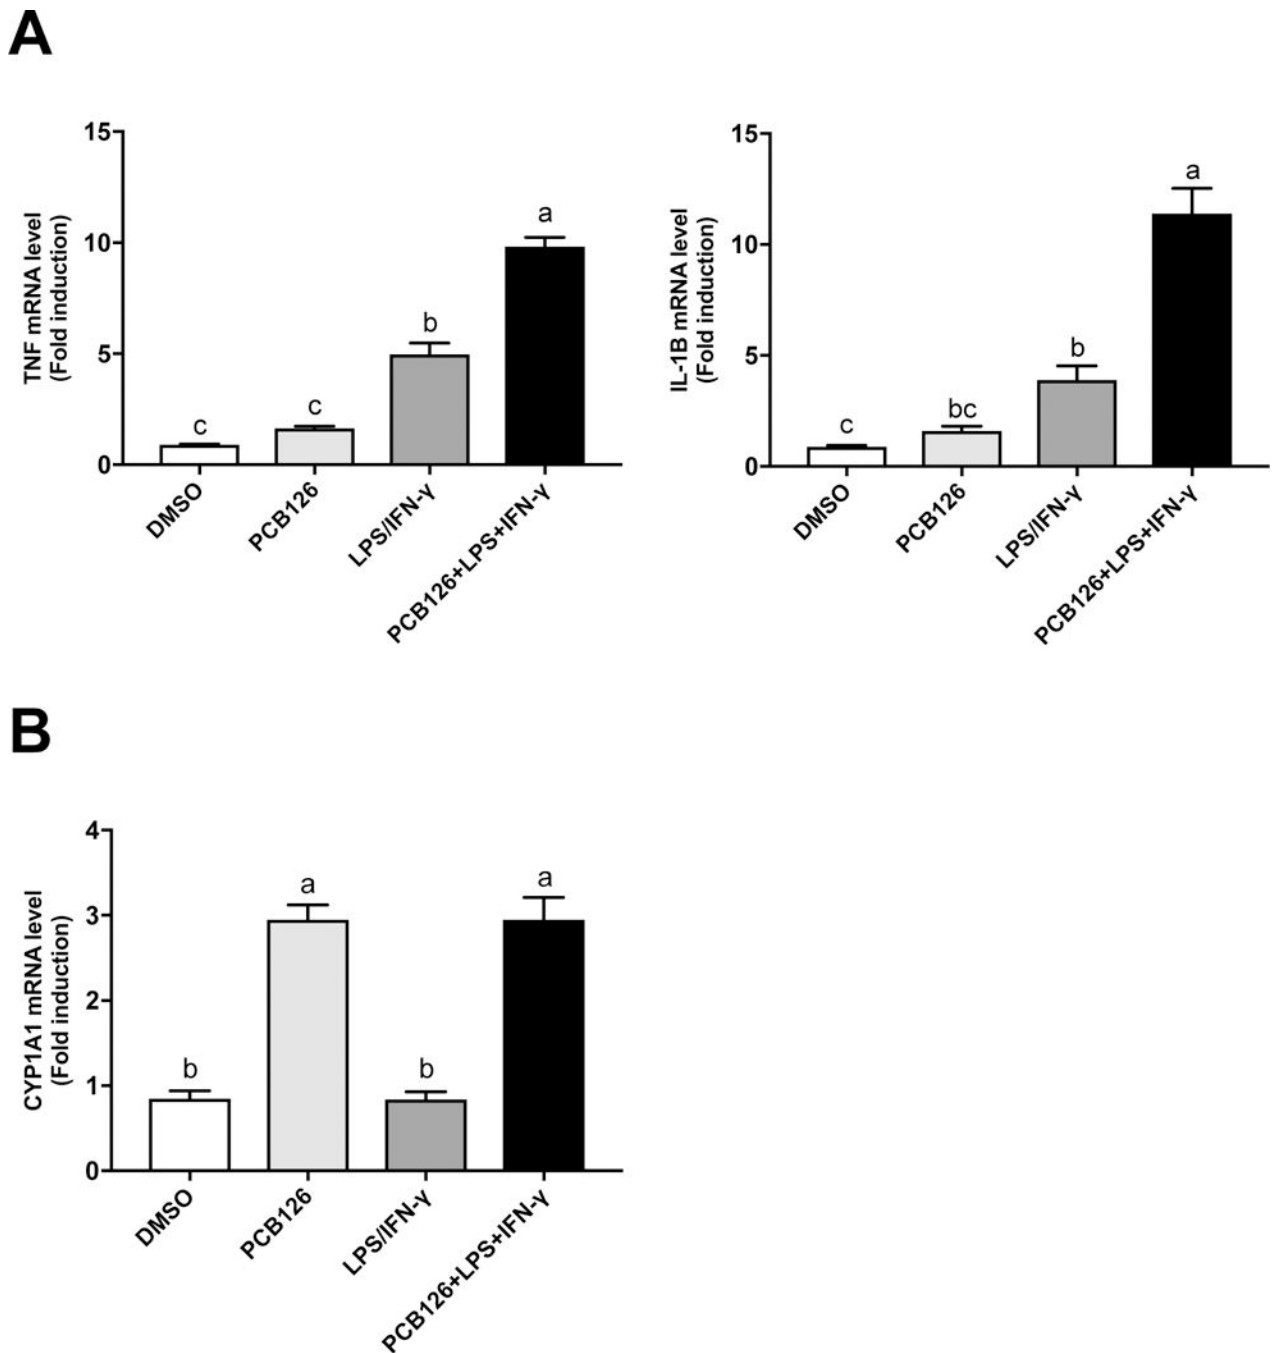 A
TNF mRNA level
(Fold induction)
15
10
5
0
c
c
b
a
DMSO
PCB126
LPS/IFN-γ
PCB126+LPS+IFN-γ
IL-1B mRNA level
(Fold induction)
15
10
5
0
c
bc
b
a
DMSO
PCB126
LPS/IFN-γ
PCB126+LPS+IFN-γ
B
CYP1A1 mRNA level
(Fold induction)
4
3
2
1
0
b
a
b
a
DMSO
PCB126
LPS/IFN-γ
PCB126+LPS+IFN-γ